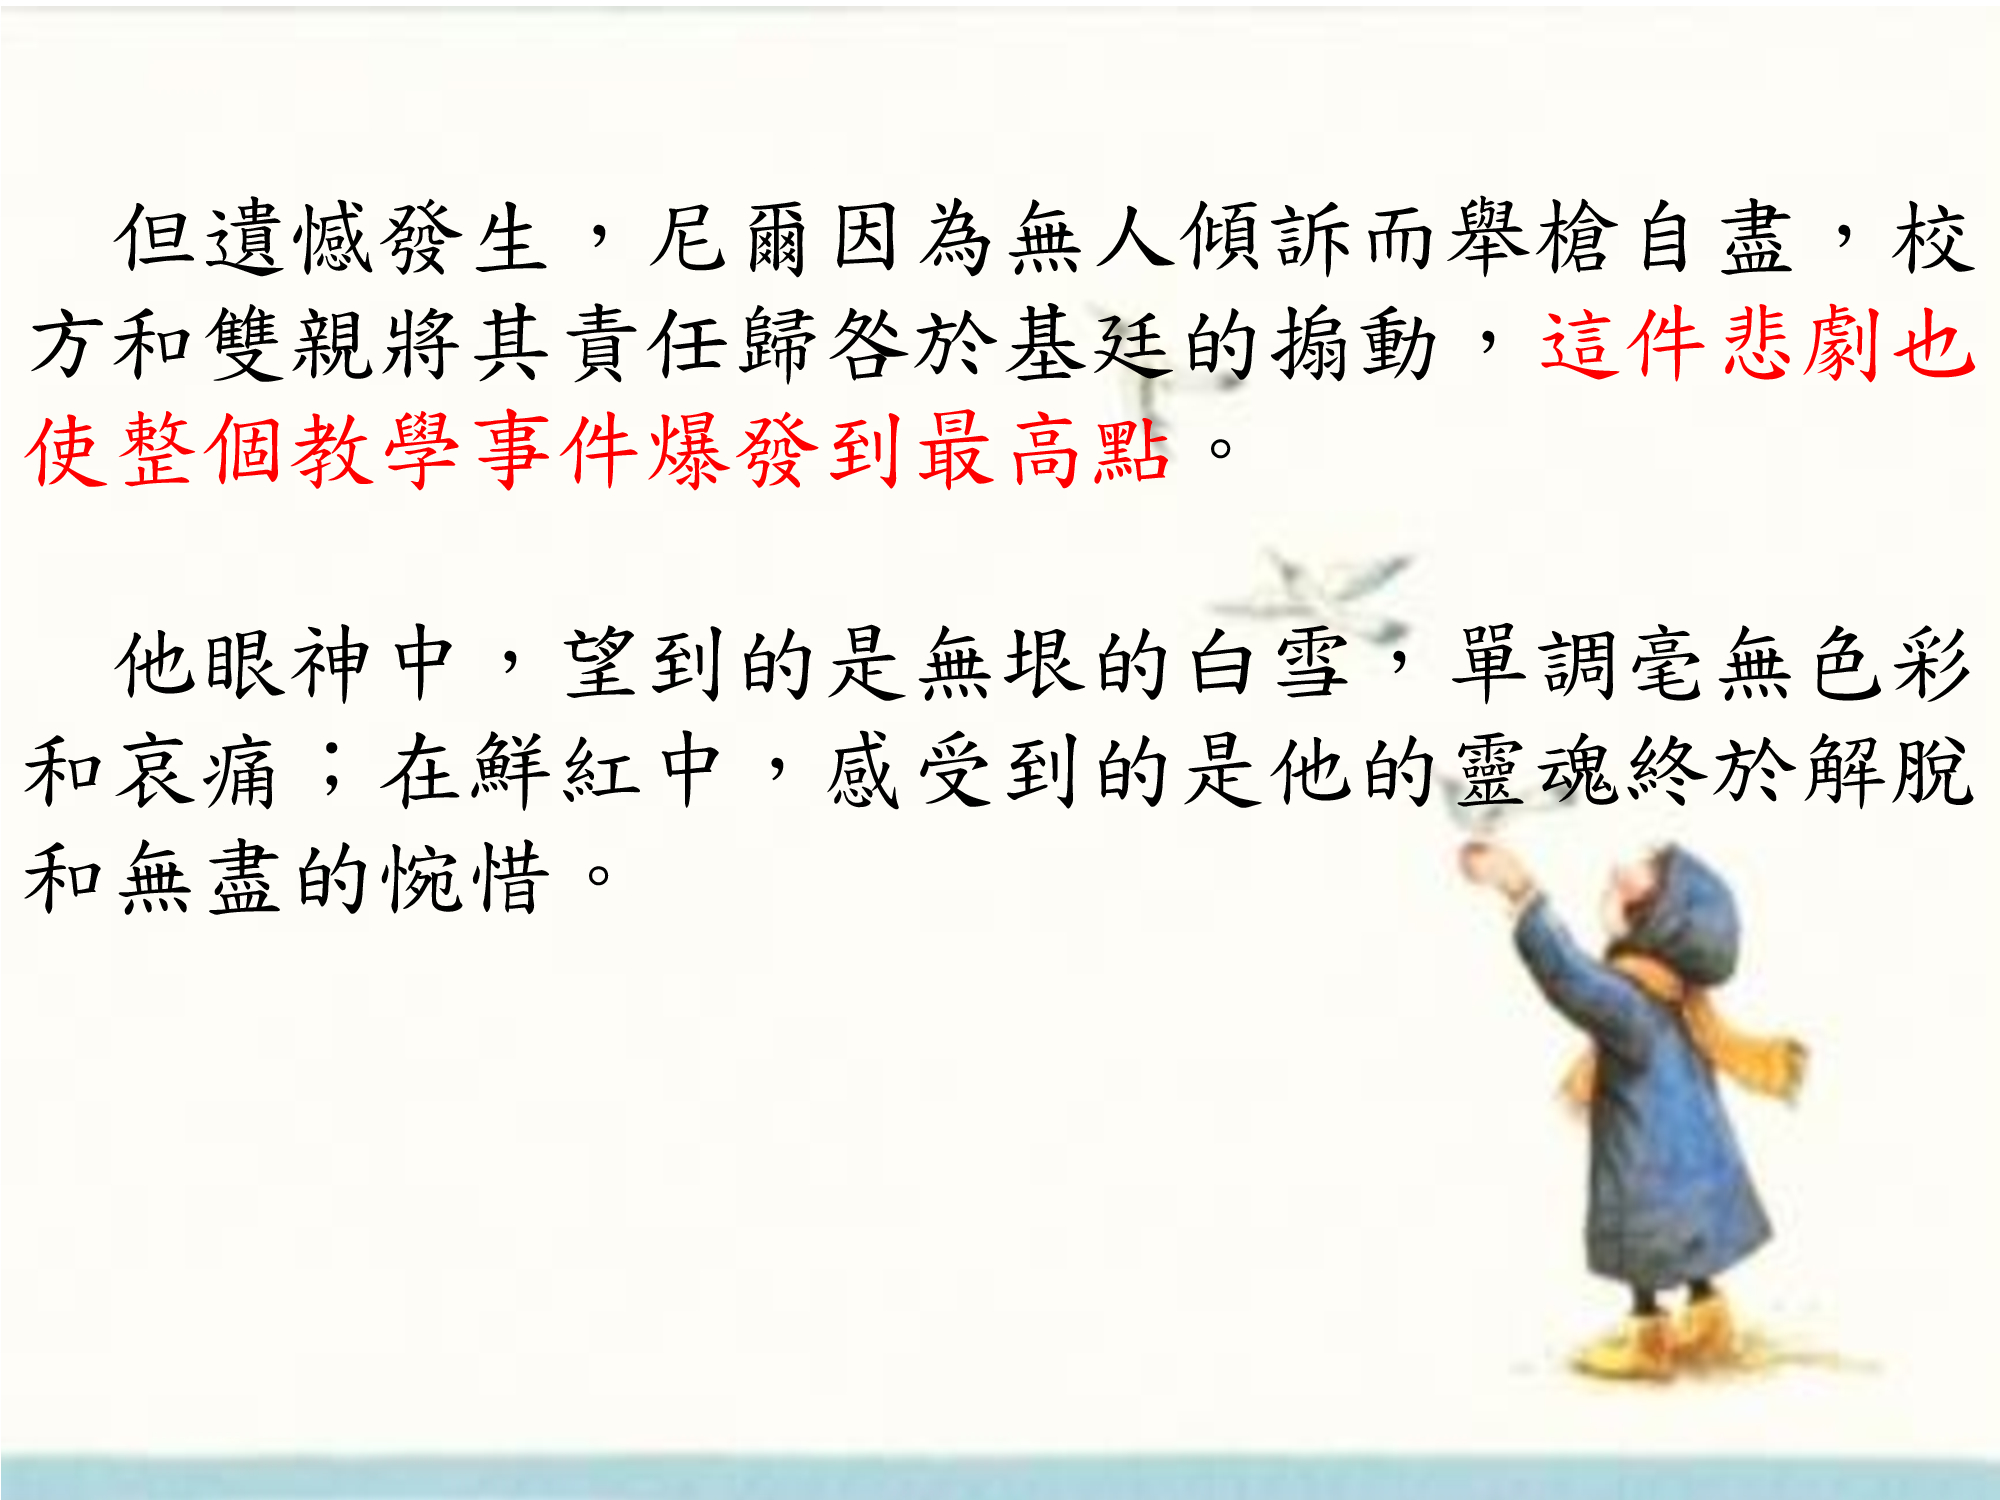 但遺憾發生，尼爾因為無人傾訴而舉槍自盡，校
方和雙親將其責任歸咎於基廷的搧動，這件悲劇也
使整個教學事件爆發到最高點。
他眼神中，望到的是無垠的白雪，單調毫無色彩
和哀痛；在鮮紅中，感受到的是他的靈魂終於解脫
和無盡的惋惜。